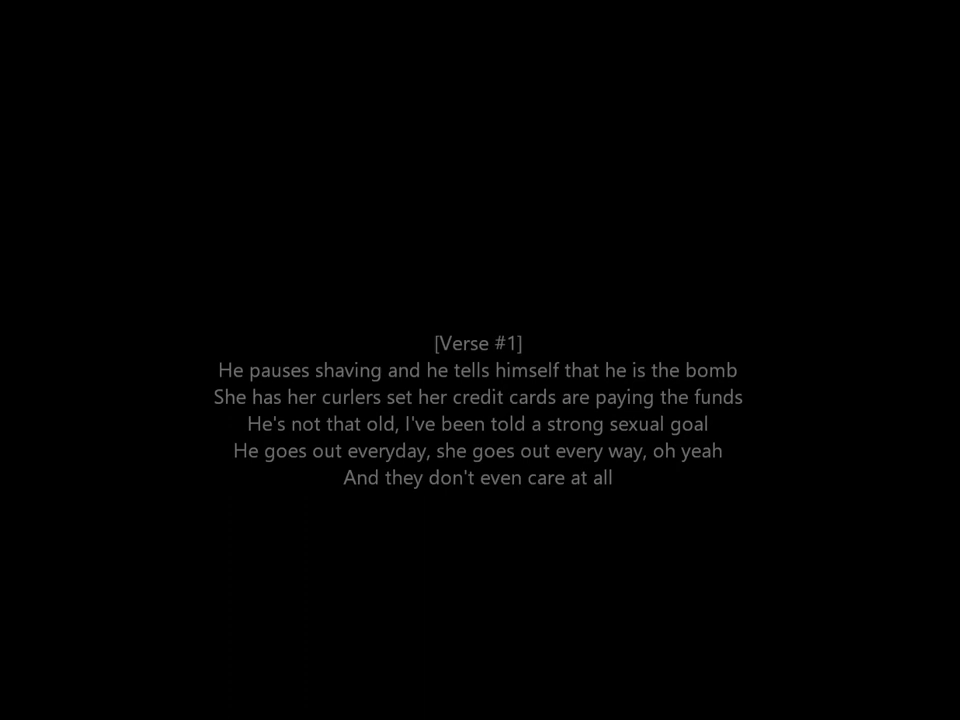 [Verse #1]
He pauses shaving and he tells himself that he is the bomb
She has her curlers set her credit cards are paying the funds
He's not that old, I've been told a strong sexual goal
He goes out everyday, she goes out every way, oh yeah
And they don't even care at all